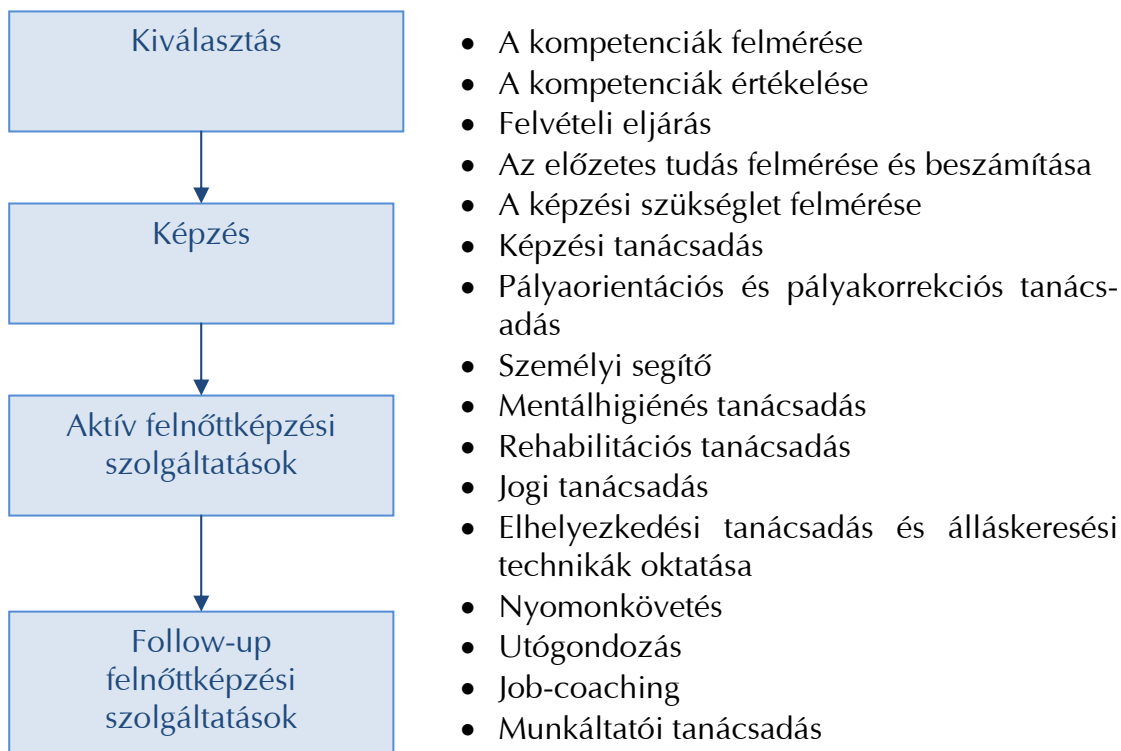 Kiválasztás
Képzés
Aktív felnőttképzési
szolgáltatások
Follow-up
felnőttképzési
szolgáltatások
• A kompetenciák felmérése
• A kompetenciák értékelése
• Felvételi eljárás
• Az előzetes tudás felmérése és beszámítása
• A képzési szükséglet felmérése
• Képzési tanácsadás
• Pályaorientációs és pályakorrekciós tanács-
adás
• Személyi segítő
• Mentálhigiénés tanácsadás
• Rehabilitációs tanácsadás
• Jogi tanácsadás
• Elhelyezkedési tanácsadás és álláskeresési
technikák oktatása
• Nyomonkövetés
• Utógondozás
• Job-coaching
• Munkáltatói tanácsadás